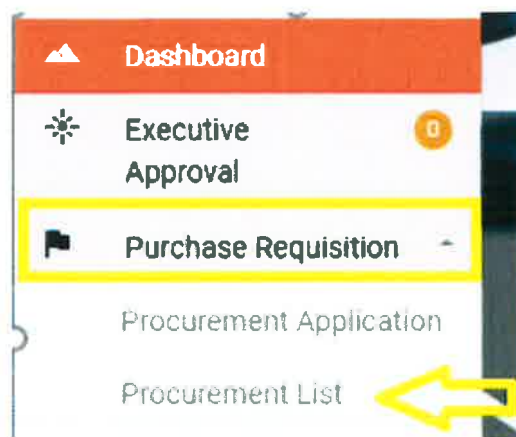 Dashboard
Executive
0
Approval
Purchase Requisition
Procurement Application
Procurement List